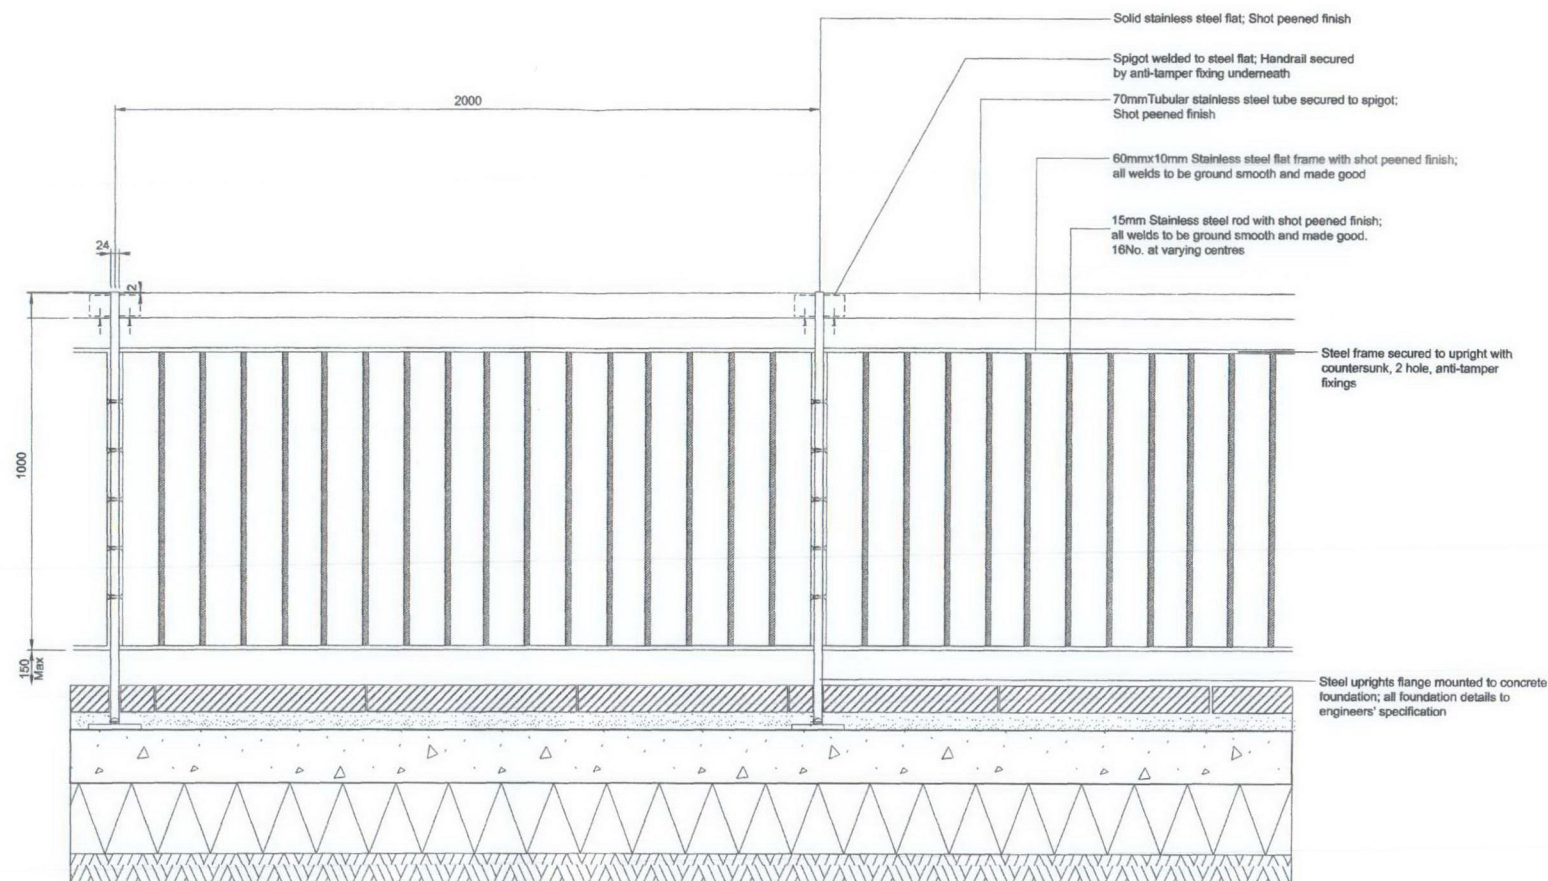 Solid stainless steel flat; Shot peened finish
Spigot welded to steel flat; Handrail secured
by anti-tamper fixing underneath
2000
70mmTubular stainless steel tube secured to spigot;
Shot peened finish
60mmx10mm Stainless steel flat frame with shot peened finish;
all welds to be ground smooth and made good
15mm Stainless steel rod with shot peened finish;
all welds to be ground smooth and made good.
16No. at varying centres
24
2
Steel frame secured to upright with
countersunk, 2 hole, anti-tamper
fixings
1000
150
Max
Steel uprights flange mounted to concrete
foundation; all foundation details to
engineers' specification